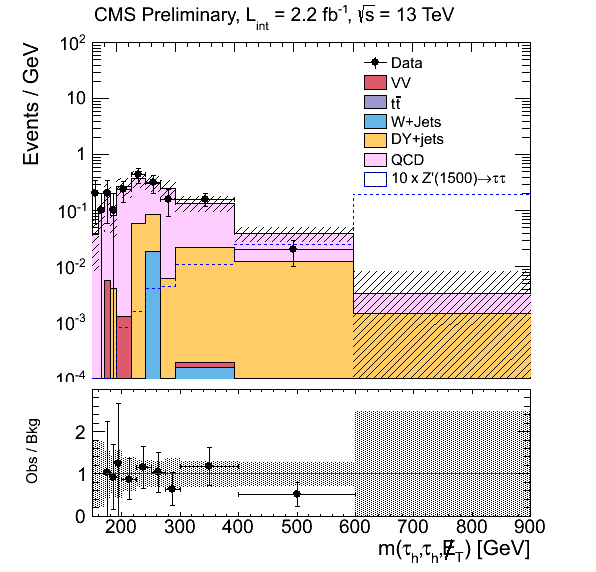 CMS Preliminary, L_int = 2.2 fb⁻¹, √s = 13 TeV
Events / GeV
10²
10
1
10⁻¹
10⁻²
10⁻³
10⁻⁴
Data
VV
tt̄
W+Jets
DY+jets
QCD
10 x Z'(1500)→ττ
Obs / Bkg
2
1
0
200 300 400 500 600 700 800 900
m(τ_h,τ_h,E̸_T) [GeV]